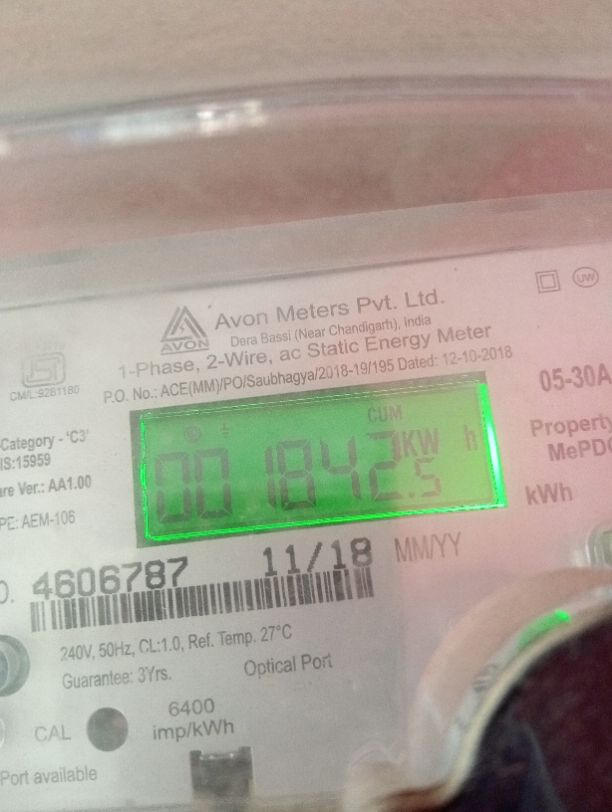 UW
Avon Meters Pvt. Ltd.
AVON
Dera Bassi (Near Chandigarh), India
1-Phase, 2-Wire, ac Static Energy Meter
CM/L:9261180
P.O. No.: ACE(MM)/PO/Saubhagya/2018-19/195 Dated: 12-10-2018
05-30A
Category - 'C3'
IS:15959
CUM
Property
MePDC
001842.5 KW h
kWh
are Ver.: AA1.00
PE: AEM-106
11/18 MM/YY
O. 4606787
240V, 50Hz, CL:1.0, Ref. Temp. 27°C
Guarantee: 3Yrs.
Optical Port
CAL
6400
imp/kWh
Port available